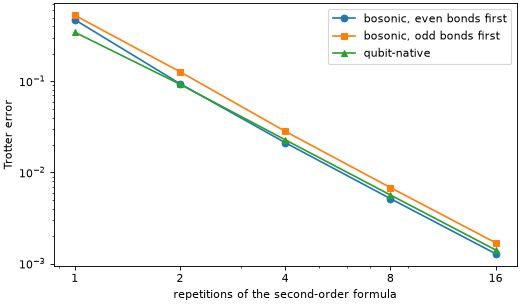 bosonic, even bonds first
bosonic, odd bonds first
qubit-native
Trotter error
10⁻¹
10⁻²
10⁻³
1 2 4 8 16
repetitions of the second-order formula